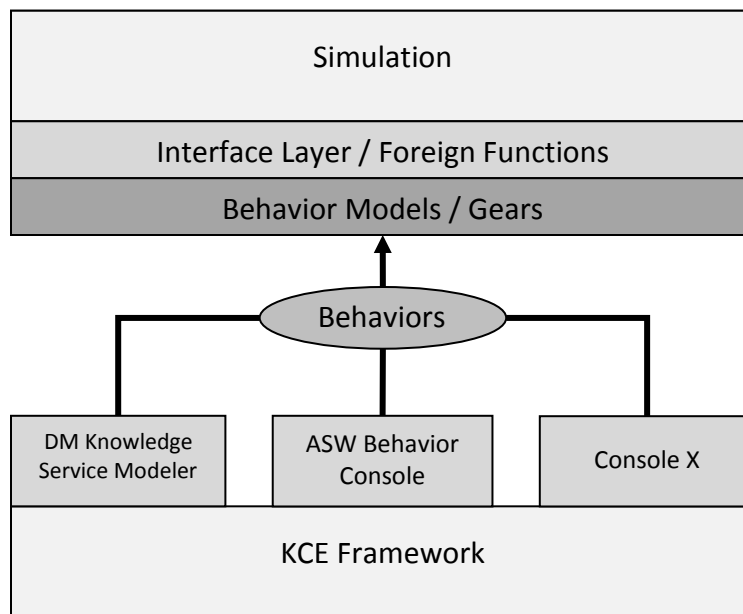 Simulation
Interface Layer / Foreign Functions
Behavior Models / Gears
Behaviors
DM Knowledge
Service Modeler
ASW Behavior
Console
Console X
KCE Framework